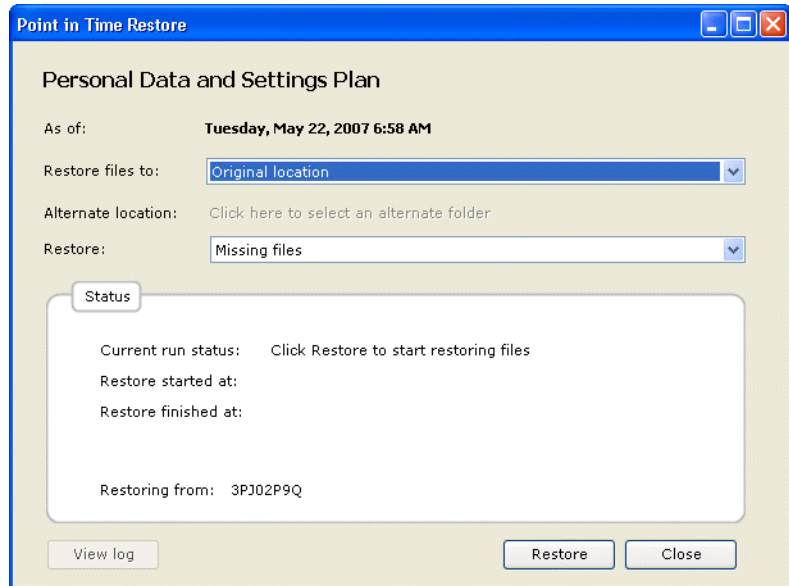 Point in Time Restore
Personal Data and Settings Plan
As of: Tuesday, May 22, 2007 6:58 AM
Restore files to: Original location
Alternate location: Click here to select an alternate folder
Restore: Missing files
Status
Current run status: Click Restore to start restoring files
Restore started at:
Restore finished at:
Restoring from: 3PJ02P9Q
View log Restore Close